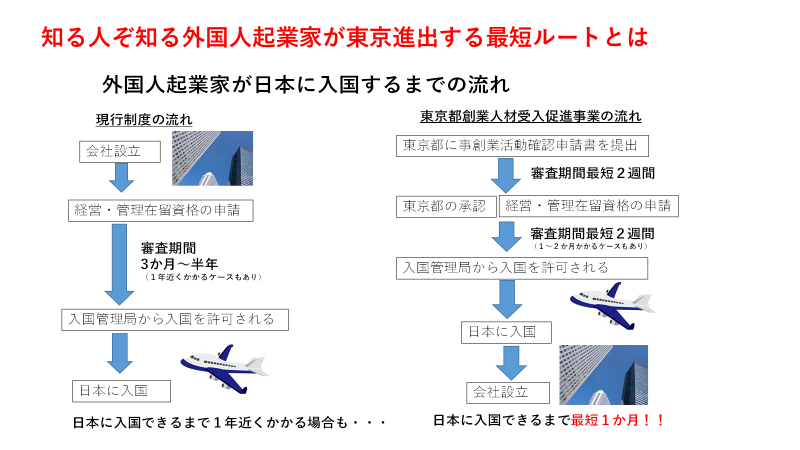 知る人ぞ知る外国人起業家が東京進出する最短ルートとは
外国人起業家が日本に入国するまでの流れ
現行制度の流れ
会社設立
経営・管理在留資格の申請
審査期間
3か月～半年
（１年近くかかるケースもあり）
入国管理局から入国を許可される
日本に入国
日本に入国できるまで１年近くかかる場合も・・・
東京都創業人材受入促進事業の流れ
東京都に事創業活動確認申請書を提出
審査期間最短２週間
東京都の承認
経営・管理在留資格の申請
審査期間最短２週間
（１～２か月かかるケースもあり）
入国管理局から入国を許可される
日本に入国
会社設立
日本に入国できるまで最短１か月！！